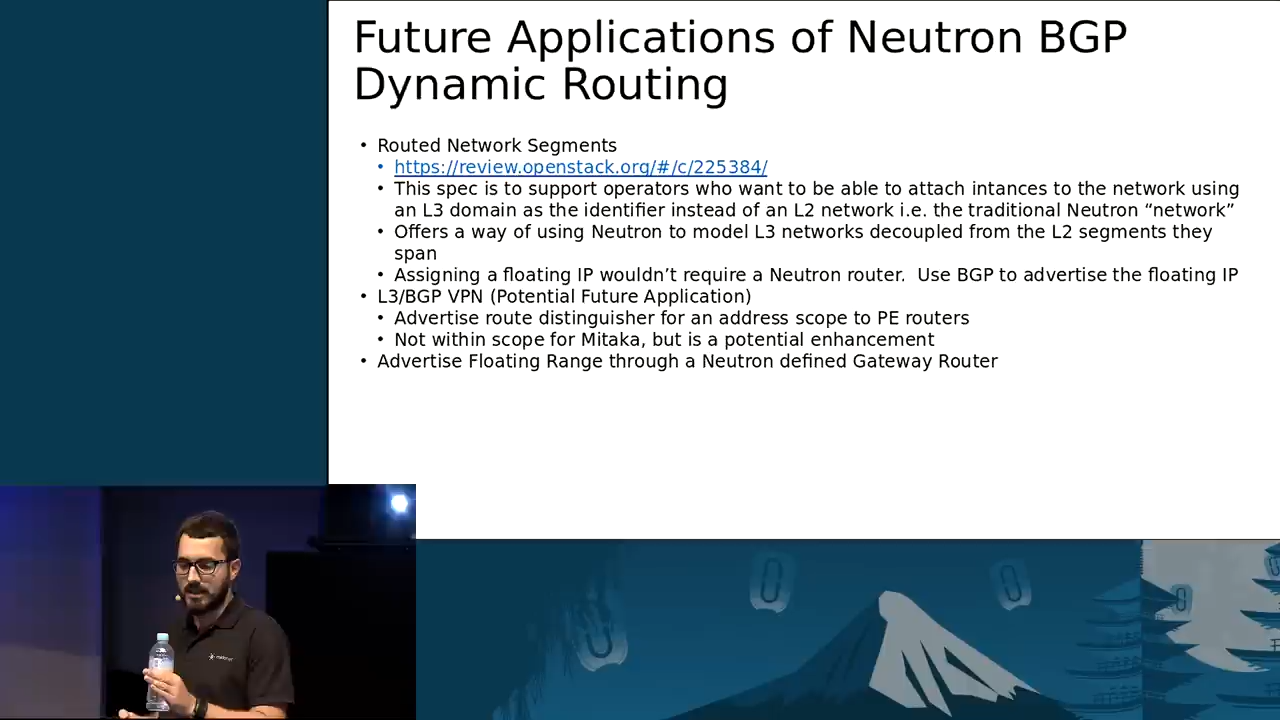 Future Applications of Neutron BGP
Dynamic Routing
• Routed Network Segments
• https://review.openstack.org/#/c/225384/
• This spec is to support operators who want to be able to attach intances to the network using
an L3 domain as the identifier instead of an L2 network i.e. the traditional Neutron “network”
• Offers a way of using Neutron to model L3 networks decoupled from the L2 segments they
span
• Assigning a floating IP wouldn’t require a Neutron router.  Use BGP to advertise the floating IP
• L3/BGP VPN (Potential Future Application)
• Advertise route distinguisher for an address scope to PE routers
• Not within scope for Mitaka, but is a potential enhancement
• Advertise Floating Range through a Neutron defined Gateway Router